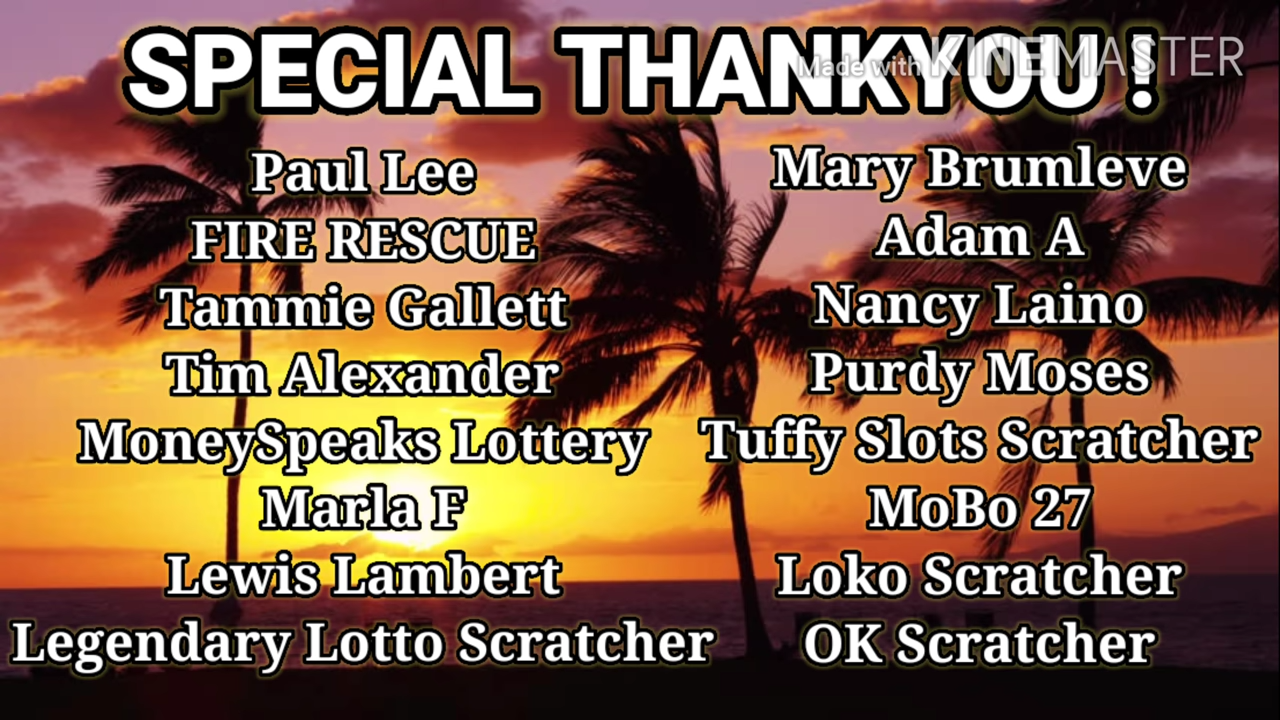 SPECIAL THANKYOU !
Made with KINEMASTER
Paul Lee
FIRE RESCUE
Tammie Gallett
Tim Alexander
MoneySpeaks Lottery
Marla F
Lewis Lambert
Legendary Lotto Scratcher
Mary Brumleve
Adam A
Nancy Laino
Purdy Moses
Tuffy Slots Scratcher
MoBo 27
Loko Scratcher
OK Scratcher